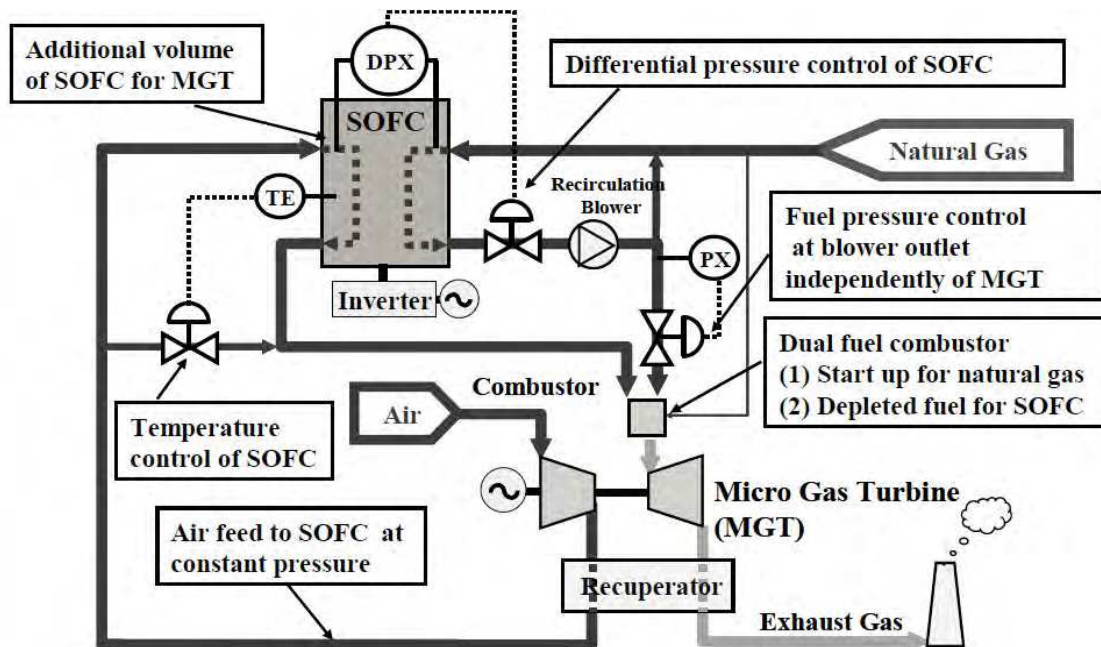 Additional volume
of SOFC for MGT
DPX
Differential pressure control of SOFC
SOFC
Natural Gas
TE
Recirculation
Blower
Fuel pressure control
at blower outlet
independently of MGT
PX
Inverter
Dual fuel combustor
(1) Start up for natural gas
(2) Depleted fuel for SOFC
Combustor
Air
Temperature
control of SOFC
Micro Gas Turbine
(MGT)
Air feed to SOFC at
constant pressure
Recuperator
Exhaust Gas